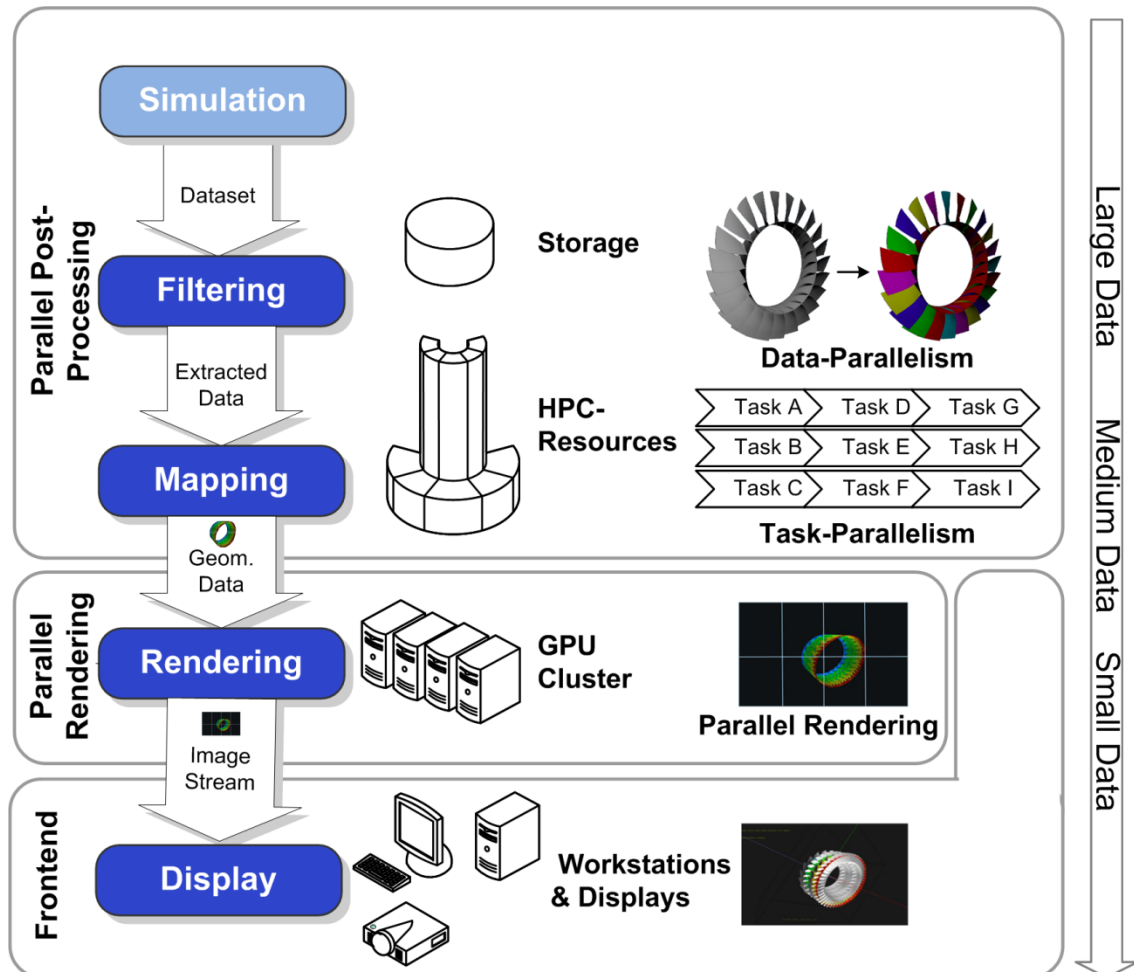 Parallel Post-
Processing
Simulation
Dataset
Filtering
Extracted
Data
Mapping
Geom.
Data
Storage
HPC-
Resources
Data-Parallelism
Task A
Task D
Task G
Task B
Task E
Task H
Task C
Task F
Task I
Task-Parallelism
Parallel
Rendering
Rendering
Image
Stream
GPU
Cluster
Parallel Rendering
Frontend
Display
Workstations
& Displays
Large Data
Medium Data
Small Data